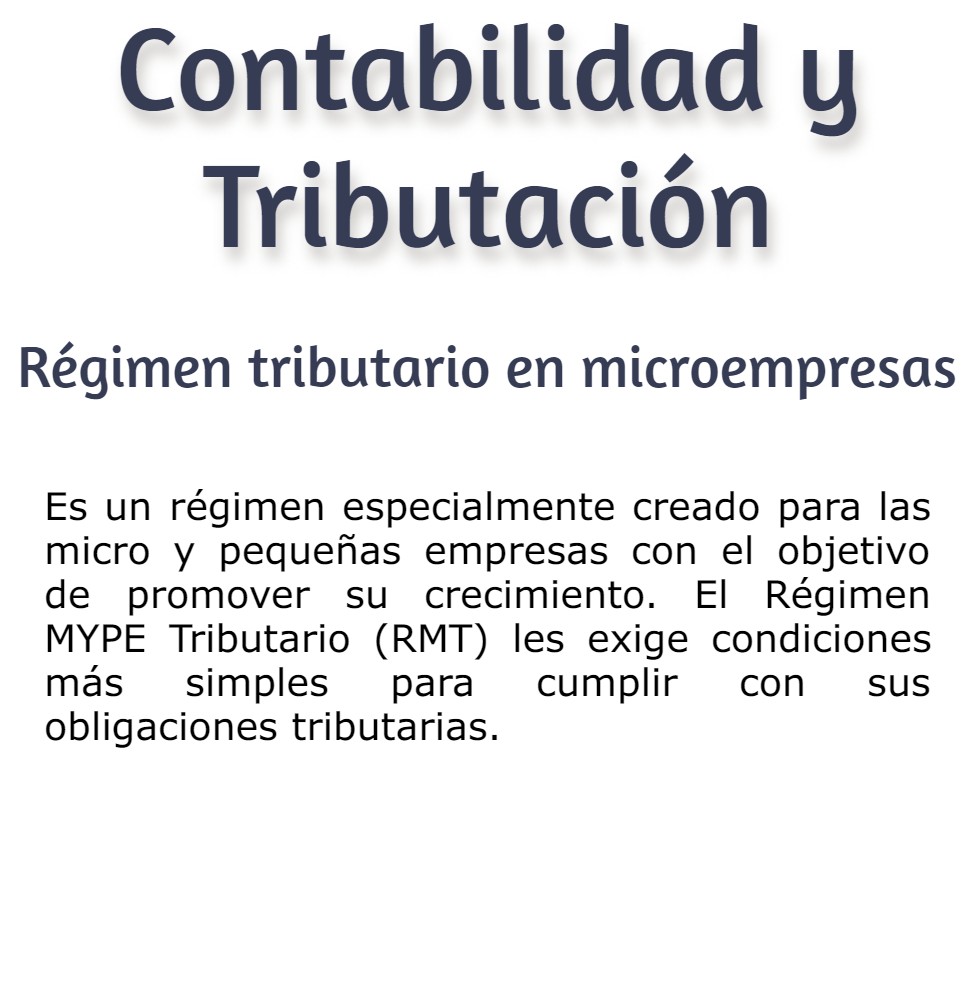 Contabilidad y
Tributación
Régimen tributario en microempresas
Es un régimen especialmente creado para las
micro y pequeñas empresas con el objetivo
de promover su crecimiento. El Régimen
MYPE Tributario (RMT) les exige condiciones
más simples para cumplir con sus
obligaciones tributarias.